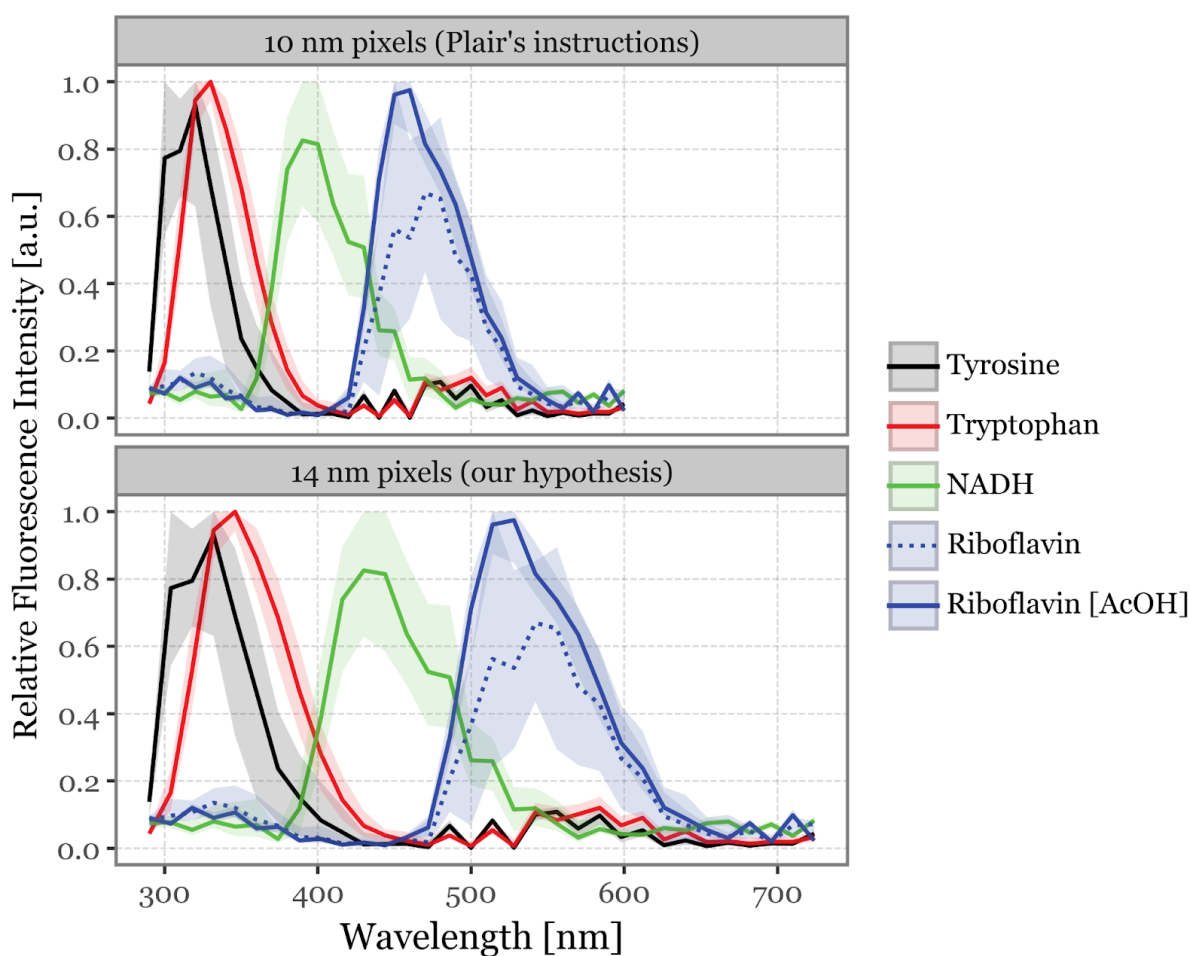 10 nm pixels (Plair's instructions)
1.0
0.8
0.6
0.4
0.2
0.0
14 nm pixels (our hypothesis)
1.0
0.8
0.6
0.4
0.2
0.0
300
400
500
600
700
Wavelength [nm]
Relative Fluorescence Intensity [a.u.]
Tyrosine
Tryptophan
NADH
Riboflavin
Riboflavin [AcOH]